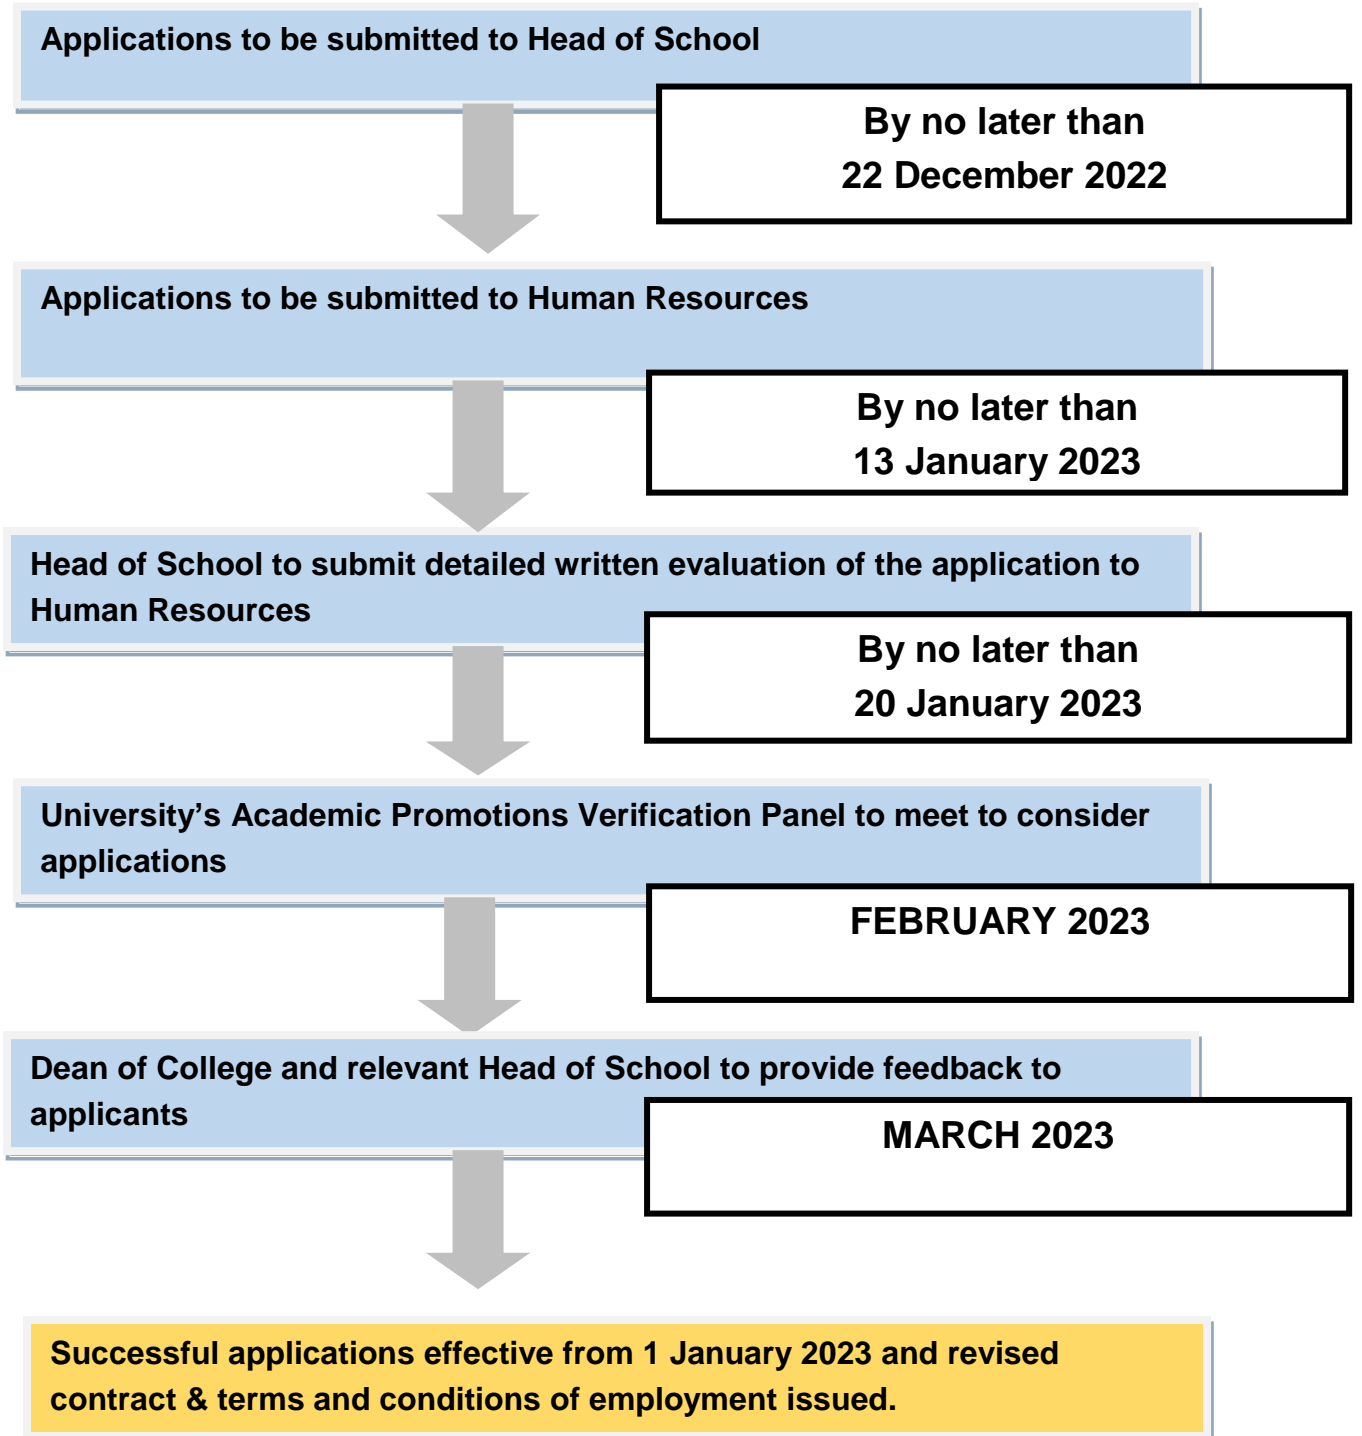 Applications to be submitted to Head of School
By no later than
22 December 2022
Applications to be submitted to Human Resources
By no later than
13 January 2023
Head of School to submit detailed written evaluation of the application to
Human Resources
By no later than
20 January 2023
University’s Academic Promotions Verification Panel to meet to consider
applications
FEBRUARY 2023
Dean of College and relevant Head of School to provide feedback to
applicants
MARCH 2023
Successful applications effective from 1 January 2023 and revised
contract & terms and conditions of employment issued.